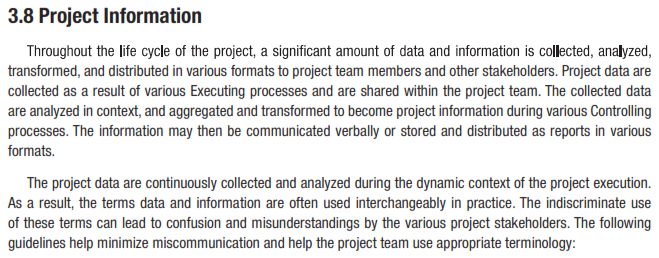 3.8 Project Information
Throughout the life cycle of the project, a significant amount of data and information is collected, analyzed,
transformed, and distributed in various formats to project team members and other stakeholders. Project data are
collected as a result of various Executing processes and are shared within the project team. The collected data
are analyzed in context, and aggregated and transformed to become project information during various Controlling
processes. The information may then be communicated verbally or stored and distributed as reports in various
formats.
The project data are continuously collected and analyzed during the dynamic context of the project execution.
As a result, the terms data and information are often used interchangeably in practice. The indiscriminate use
of these terms can lead to confusion and misunderstandings by the various project stakeholders. The following
guidelines help minimize miscommunication and help the project team use appropriate terminology: